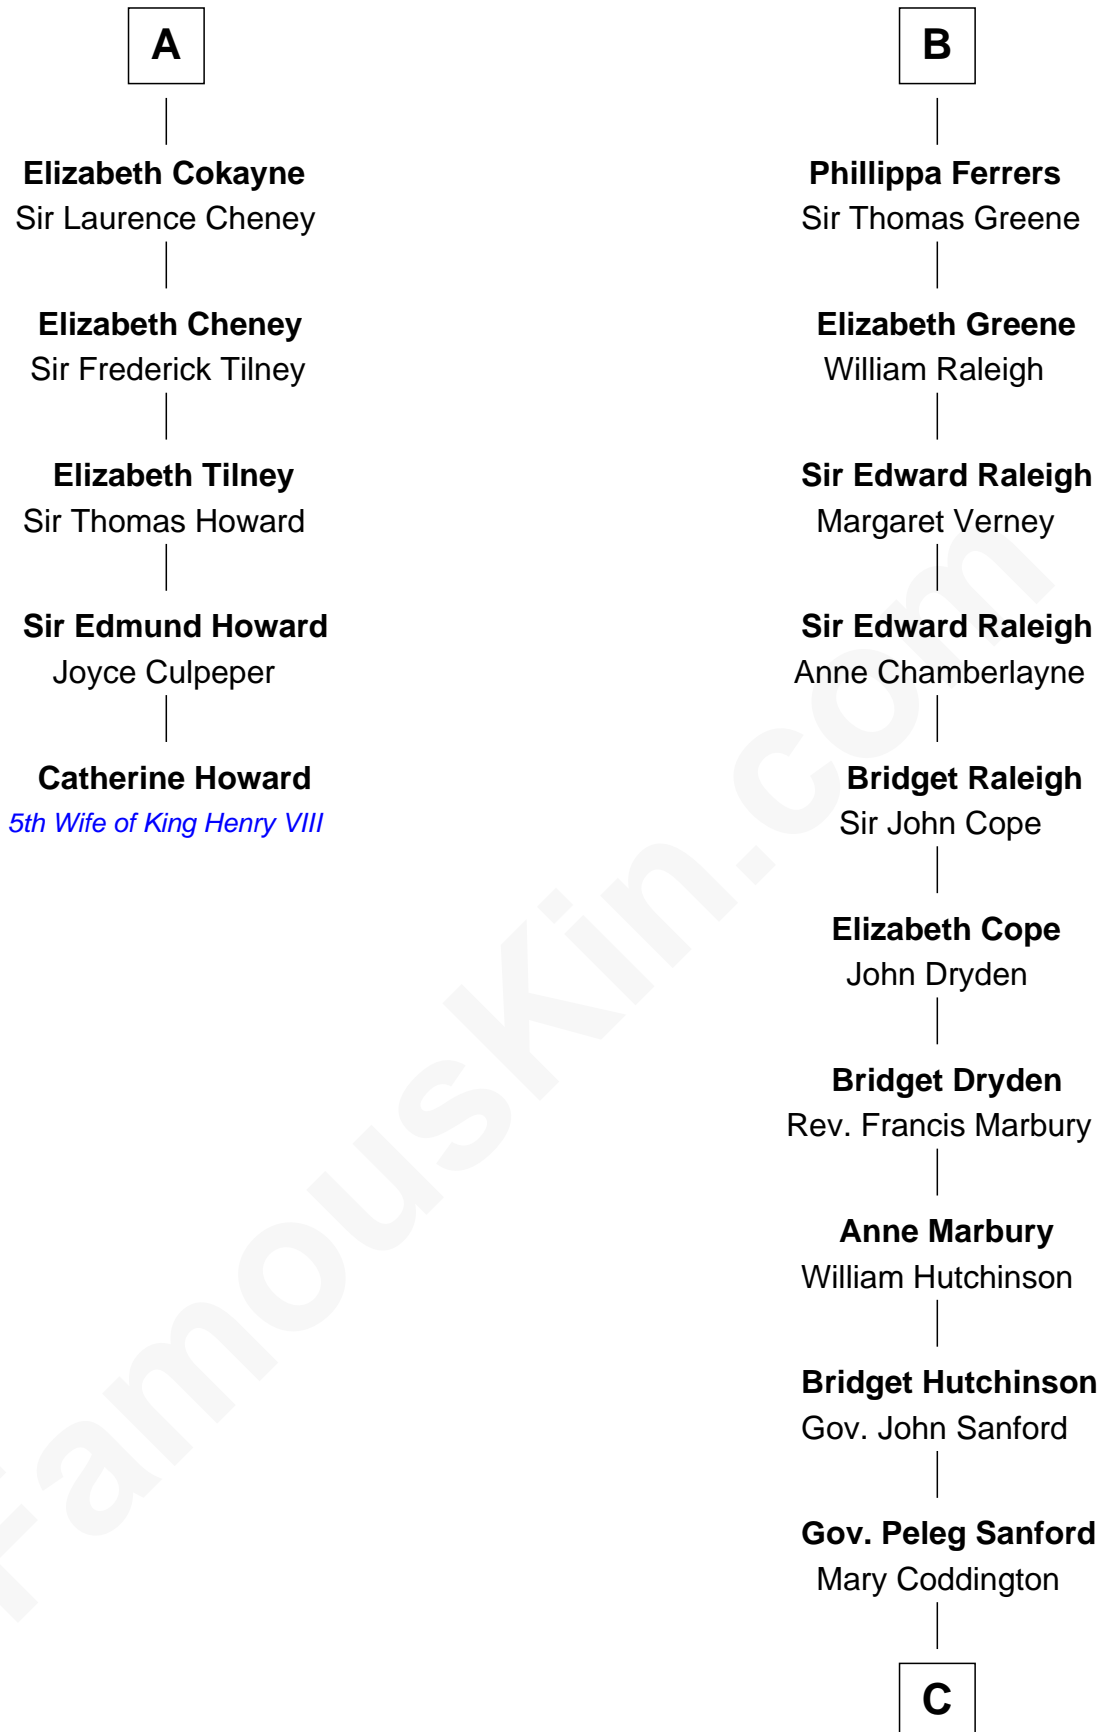 A
Elizabeth Cokayne
Sir Laurence Cheney
Elizabeth Cheney
Sir Frederick Tilney
Elizabeth Tilney
Sir Thomas Howard
Sir Edmund Howard
Joyce Culpeper
Catherine Howard
5th Wife of King Henry VIII
B
Phillippa Ferrers
Sir Thomas Greene
Elizabeth Greene
William Raleigh
Sir Edward Raleigh
Margaret Verney
Sir Edward Raleigh
Anne Chamberlayne
Bridget Raleigh
Sir John Cope
Elizabeth Cope
John Dryden
Bridget Dryden
Rev. Francis Marbury
Anne Marbury
William Hutchinson
Bridget Hutchinson
Gov. John Sanford
Gov. Peleg Sanford
Mary Coddington
C
FamousKin.com